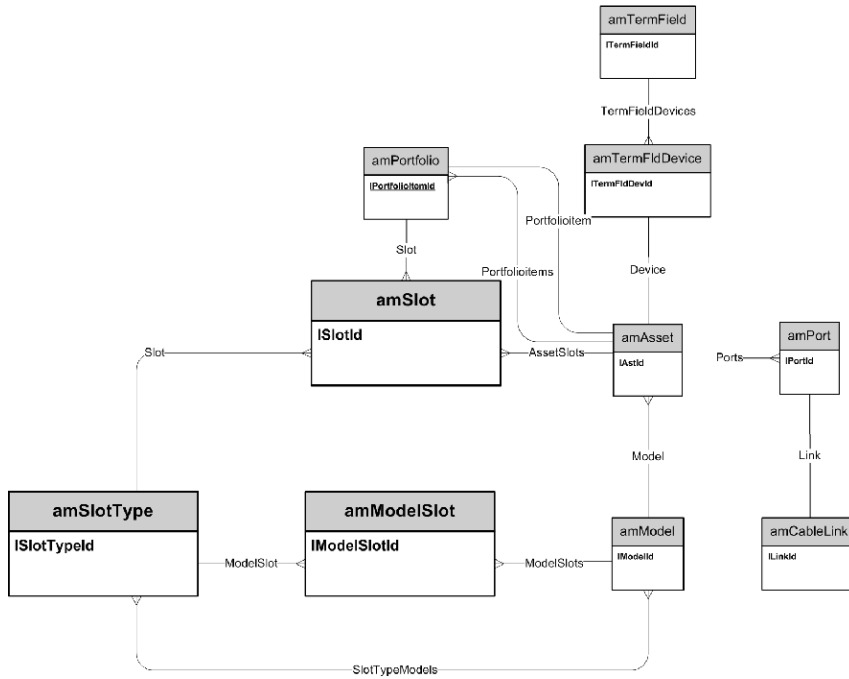 amTermField
lTermFieldId
TermFieldDevices
amPortfolio
lPortfolioItemId
amTermFldDevice
lTermFldDevId
Portfolioitem
Slot
Portfolioitems
Device
amSlot
lSlotId
amAsset
lAstId
amPort
lPortId
Slot
AssetSlots
Ports
Model
Link
amSlotType
lSlotTypeId
amModelSlot
lModelSlotId
amModel
lModelId
amCableLink
lLinkId
ModelSlot
ModelSlots
SlotTypeModels